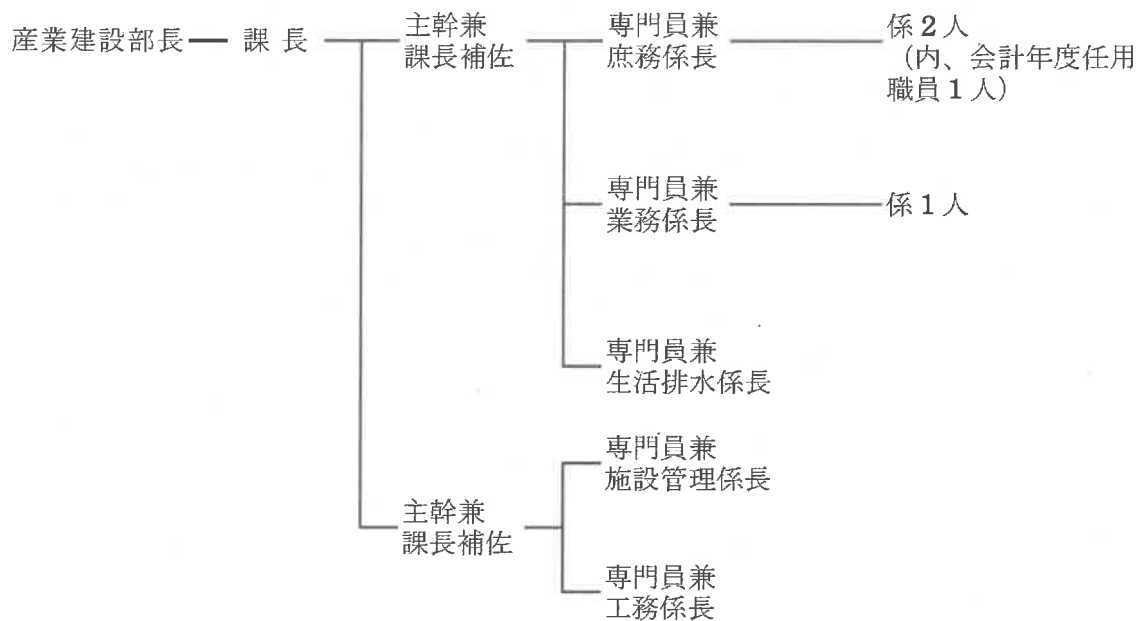 産業建設部長
課長
主幹兼
課長補佐
専門員兼
庶務係長
係2人
（内、会計年度任用
職員1人）
専門員兼
業務係長
係1人
専門員兼
生活排水係長
主幹兼
課長補佐
専門員兼
施設管理係長
専門員兼
工務係長